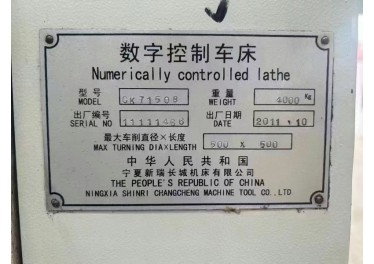 数字控制车床
Numerically controlled lathe
型号 重量
MODEL WEIGHT 4000 Kg
出厂编号 出厂日期
SERIAL NO DATE 2011.10
最大车削直径×长度
MAX TURNING DIA×LENGTH 500 X 500
中华人民共和国
宁夏新瑞长城机床有限公司
THE PEOPLE'S REPUBLIC OF CHINA
NINGXIA SHINRI CHANGCHENG MACHINE TOOL CO.,LTD